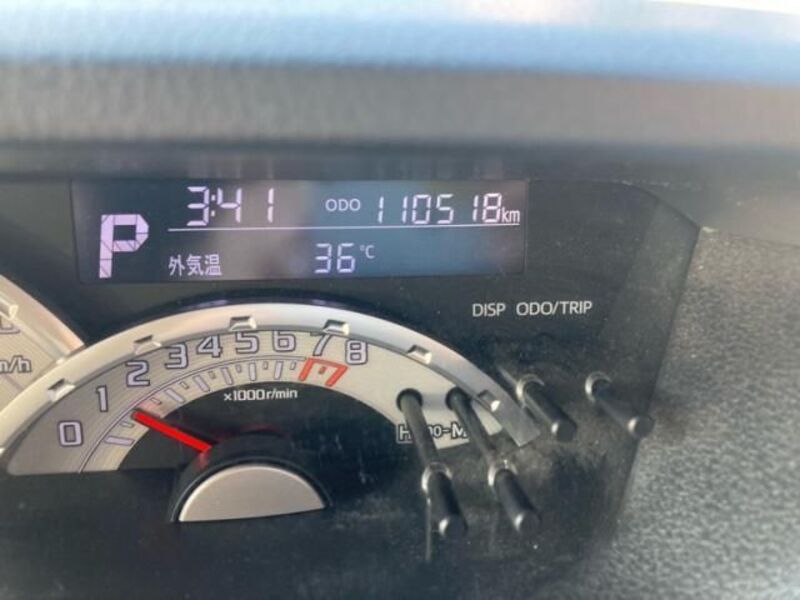 3:41 ODO 110518km
P
外気温 36℃
DISP ODO/TRIP
0 1 2 3 4 5 6 7 8
×1000r/min